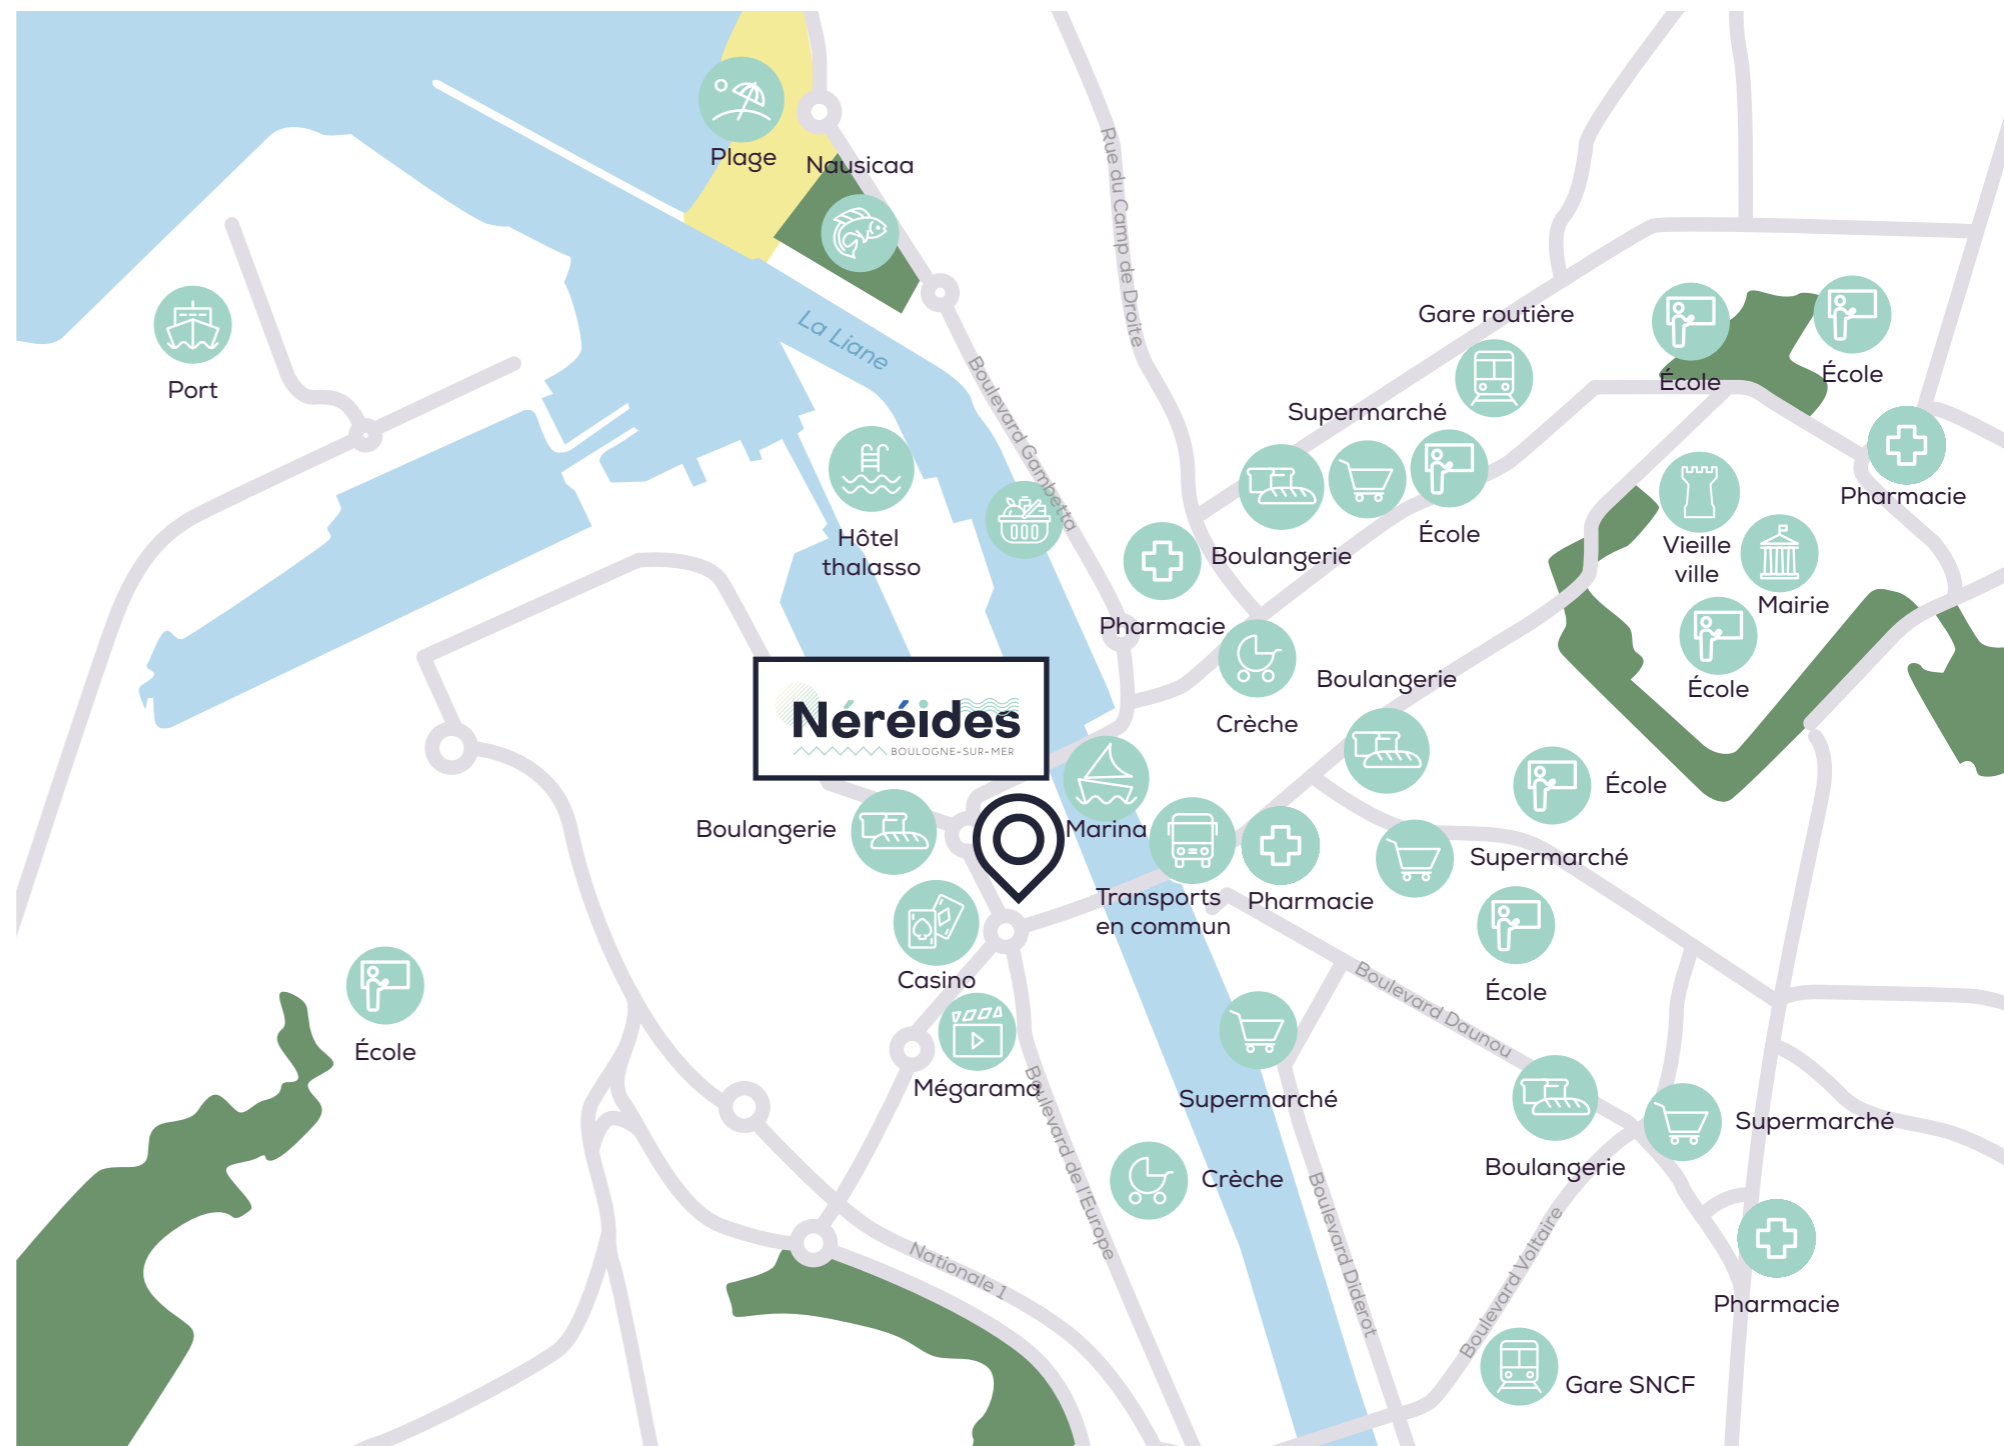 Plage
Nausicaa
Rue du Camp de Droite
La Liane
Port
Gare routière
École
École
Boulevard Gambetta
Supermarché
Pharmacie
Hôtel
thalasso
École
Boulangerie
Vieille
ville
Mairie
Pharmacie
École
Boulangerie
Crèche
Néréides
BOULOGNE-SUR-MER
École
Boulangerie
Marina
Supermarché
Transports
en commun
Pharmacie
Casino
École
Boulevard Daunou
École
Mégarama
Boulevard de l'Europe
Supermarché
Supermarché
Boulangerie
Crèche
Boulevard Diderot
Boulevard Voltaire
Nationale 1
Pharmacie
Gare SNCF